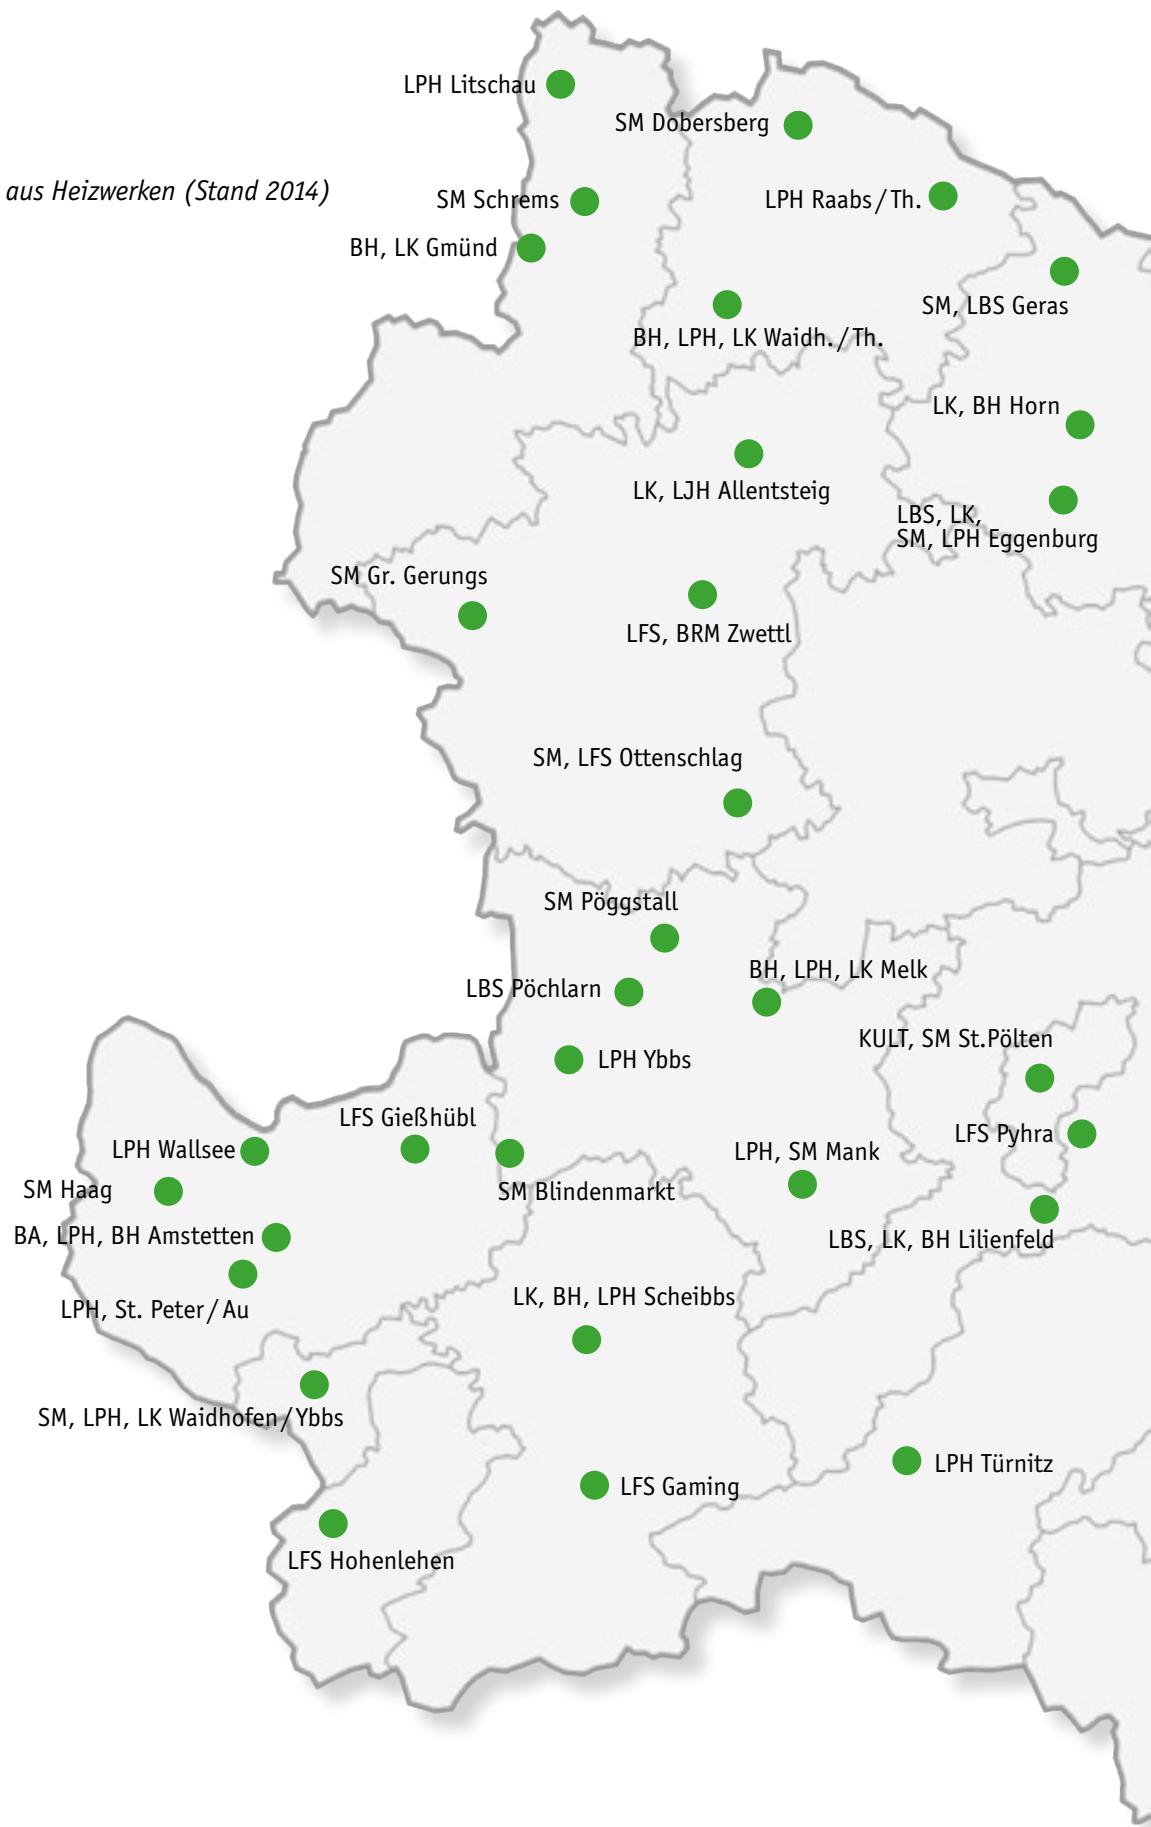 LPH Litschau
SM Dobersberg
aus Heizwerken (Stand 2014)
SM Schrems
LPH Raabs/Th.
BH, LK Gmünd
SM, LBS Geras
BH, LPH, LK Waidh./Th.
LK, BH Horn
LK, LJH Allentsteig
LBS, LK,
SM, LPH Eggenburg
SM Gr. Gerungs
LFS, BRM Zwettl
SM, LFS Ottenschlag
SM Pöggstall
BH, LPH, LK Melk
LBS Pöchlarn
KULT, SM St.Pölten
LPH Ybbs
LFS Gießhübl
LFS Pyhra
LPH Wallsee
LPH, SM Mank
SM Haag
SM Blindenmarkt
BA, LPH, BH Amstetten
LBS, LK, BH Lilienfeld
LK, BH, LPH Scheibbs
LPH, St. Peter/Au
SM, LPH, LK Waidhofen/Ybbs
LPH Türnitz
LFS Gaming
LFS Hohenlehen